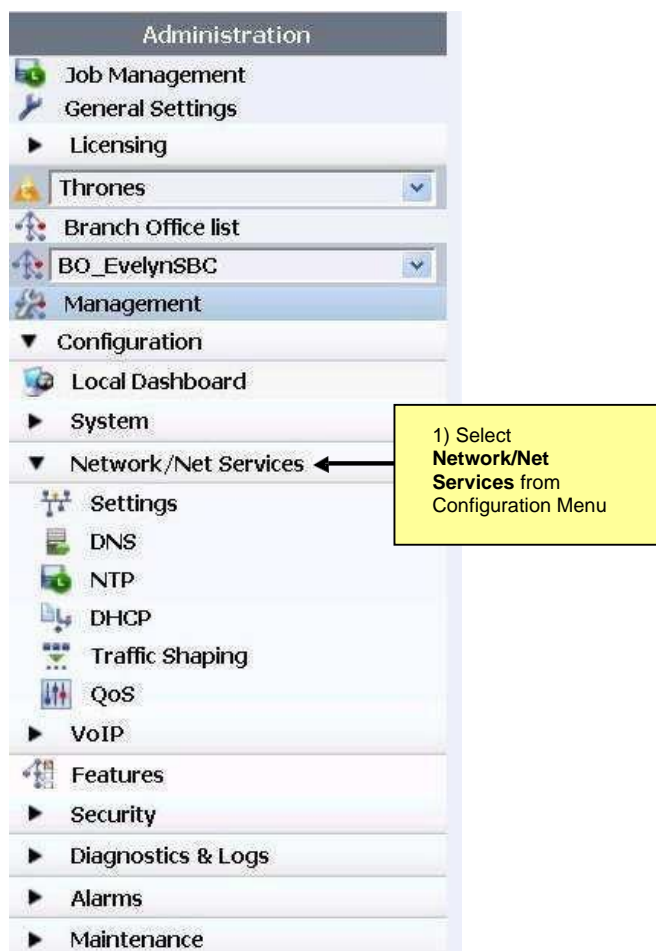 Administration
Job Management
General Settings
Licensing
Thrones
Branch Office list
BO_EvelynSBC
Management
Configuration
Local Dashboard
System
Network/Net Services
Settings
DNS
NTP
DHCP
Traffic Shaping
QoS
VoIP
Features
Security
Diagnostics & Logs
Alarms
Maintenance
1) Select
Network/Net
Services from
Configuration Menu